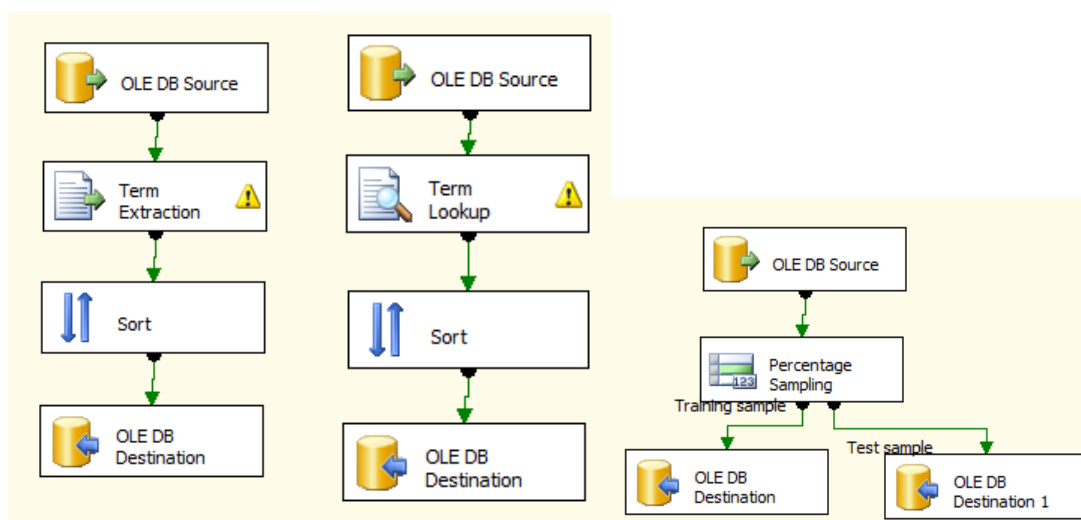 OLE DB Source
Term
Extraction
Sort
OLE DB
Destination
OLE DB Source
Term
Lookup
Sort
OLE DB
Destination
OLE DB Source
Percentage
Sampling
123
Training sample
Test sample
OLE DB
Destination
OLE DB
Destination 1